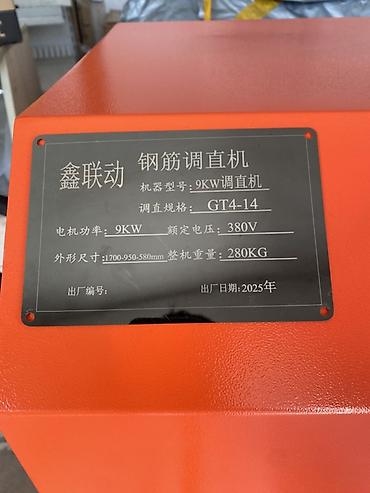 鑫联动 钢筋调直机
机器型号:9KW调直机
调直规格: GT4-14
电机功率: 9KW 额定电压: 380V
外形尺寸:1700-950-580mm 整机重量: 280KG
出厂编号: 出厂日期:2025年